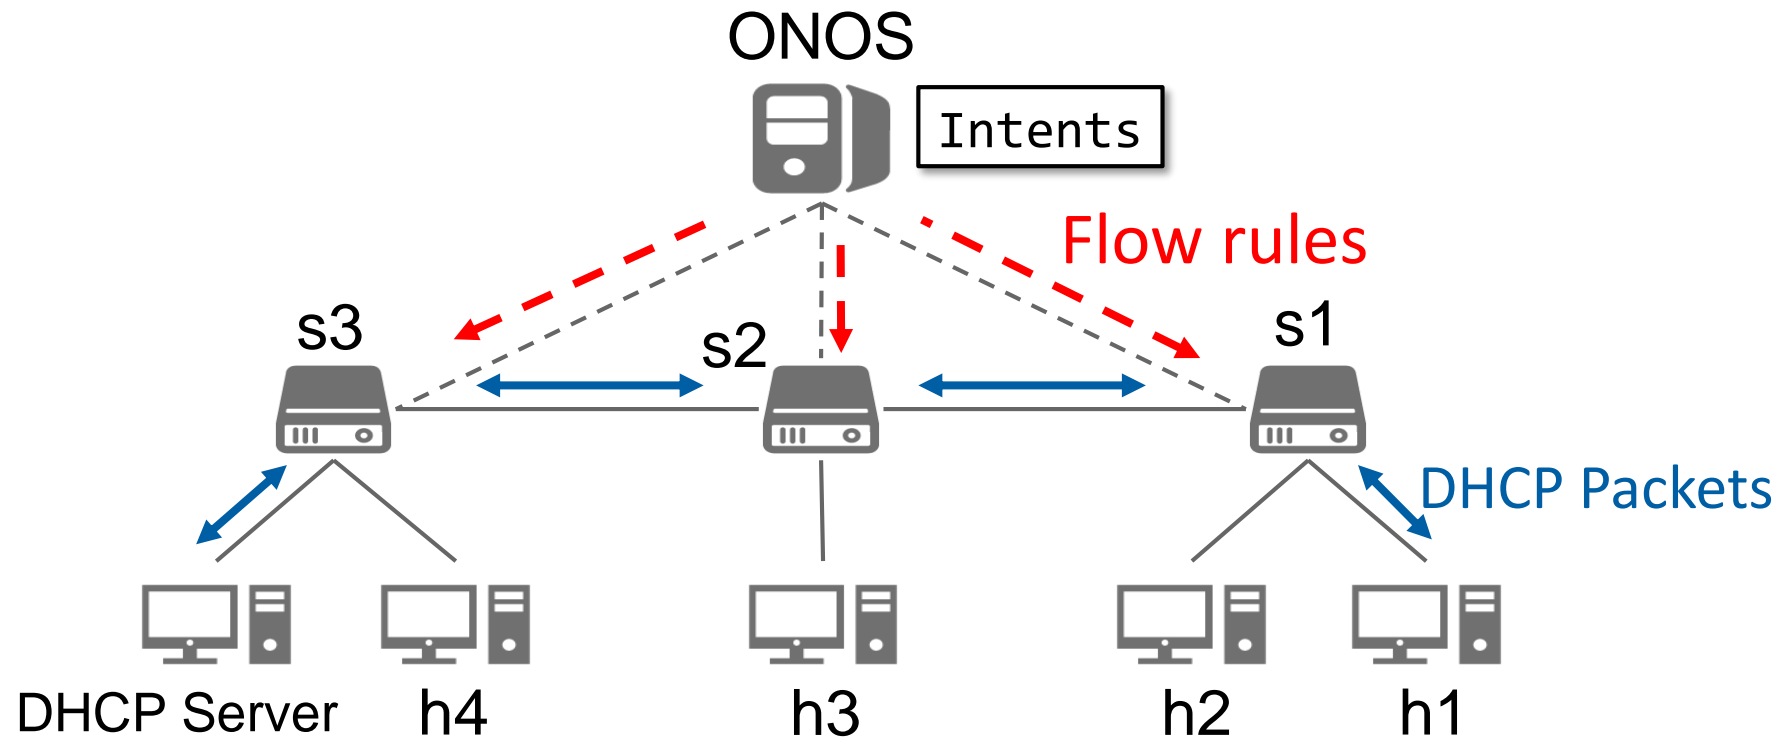 ONOS
Intents
Flow rules
s3
s2
s1
DHCP Packets
DHCP Server
h4
h3
h2
h1